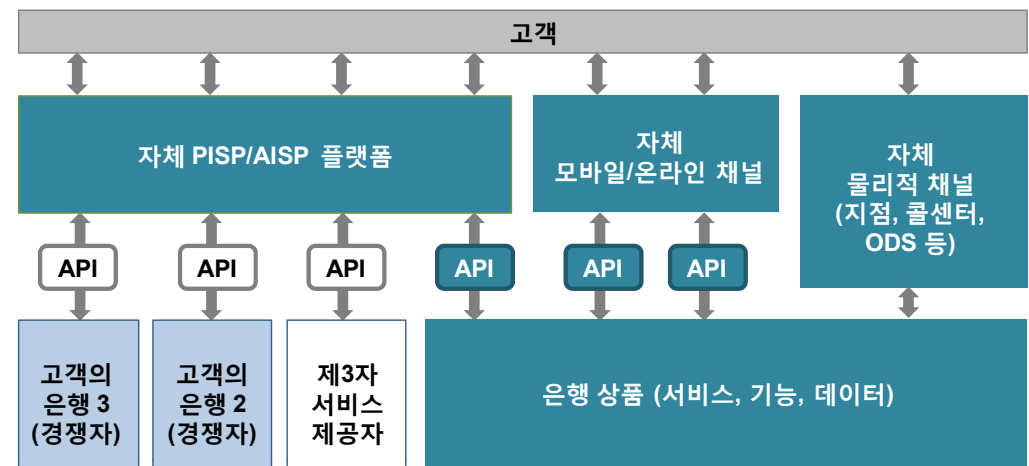 고객
자체 PISP/AISP 플랫폼
자체
모바일/온라인 채널
자체
물리적 채널
(지점, 콜센터,
ODS 등)
API
API
API
API
API
API
고객의
은행 3
(경쟁자)
고객의
은행 2
(경쟁자)
제3자
서비스
제공자
은행 상품 (서비스, 기능, 데이터)